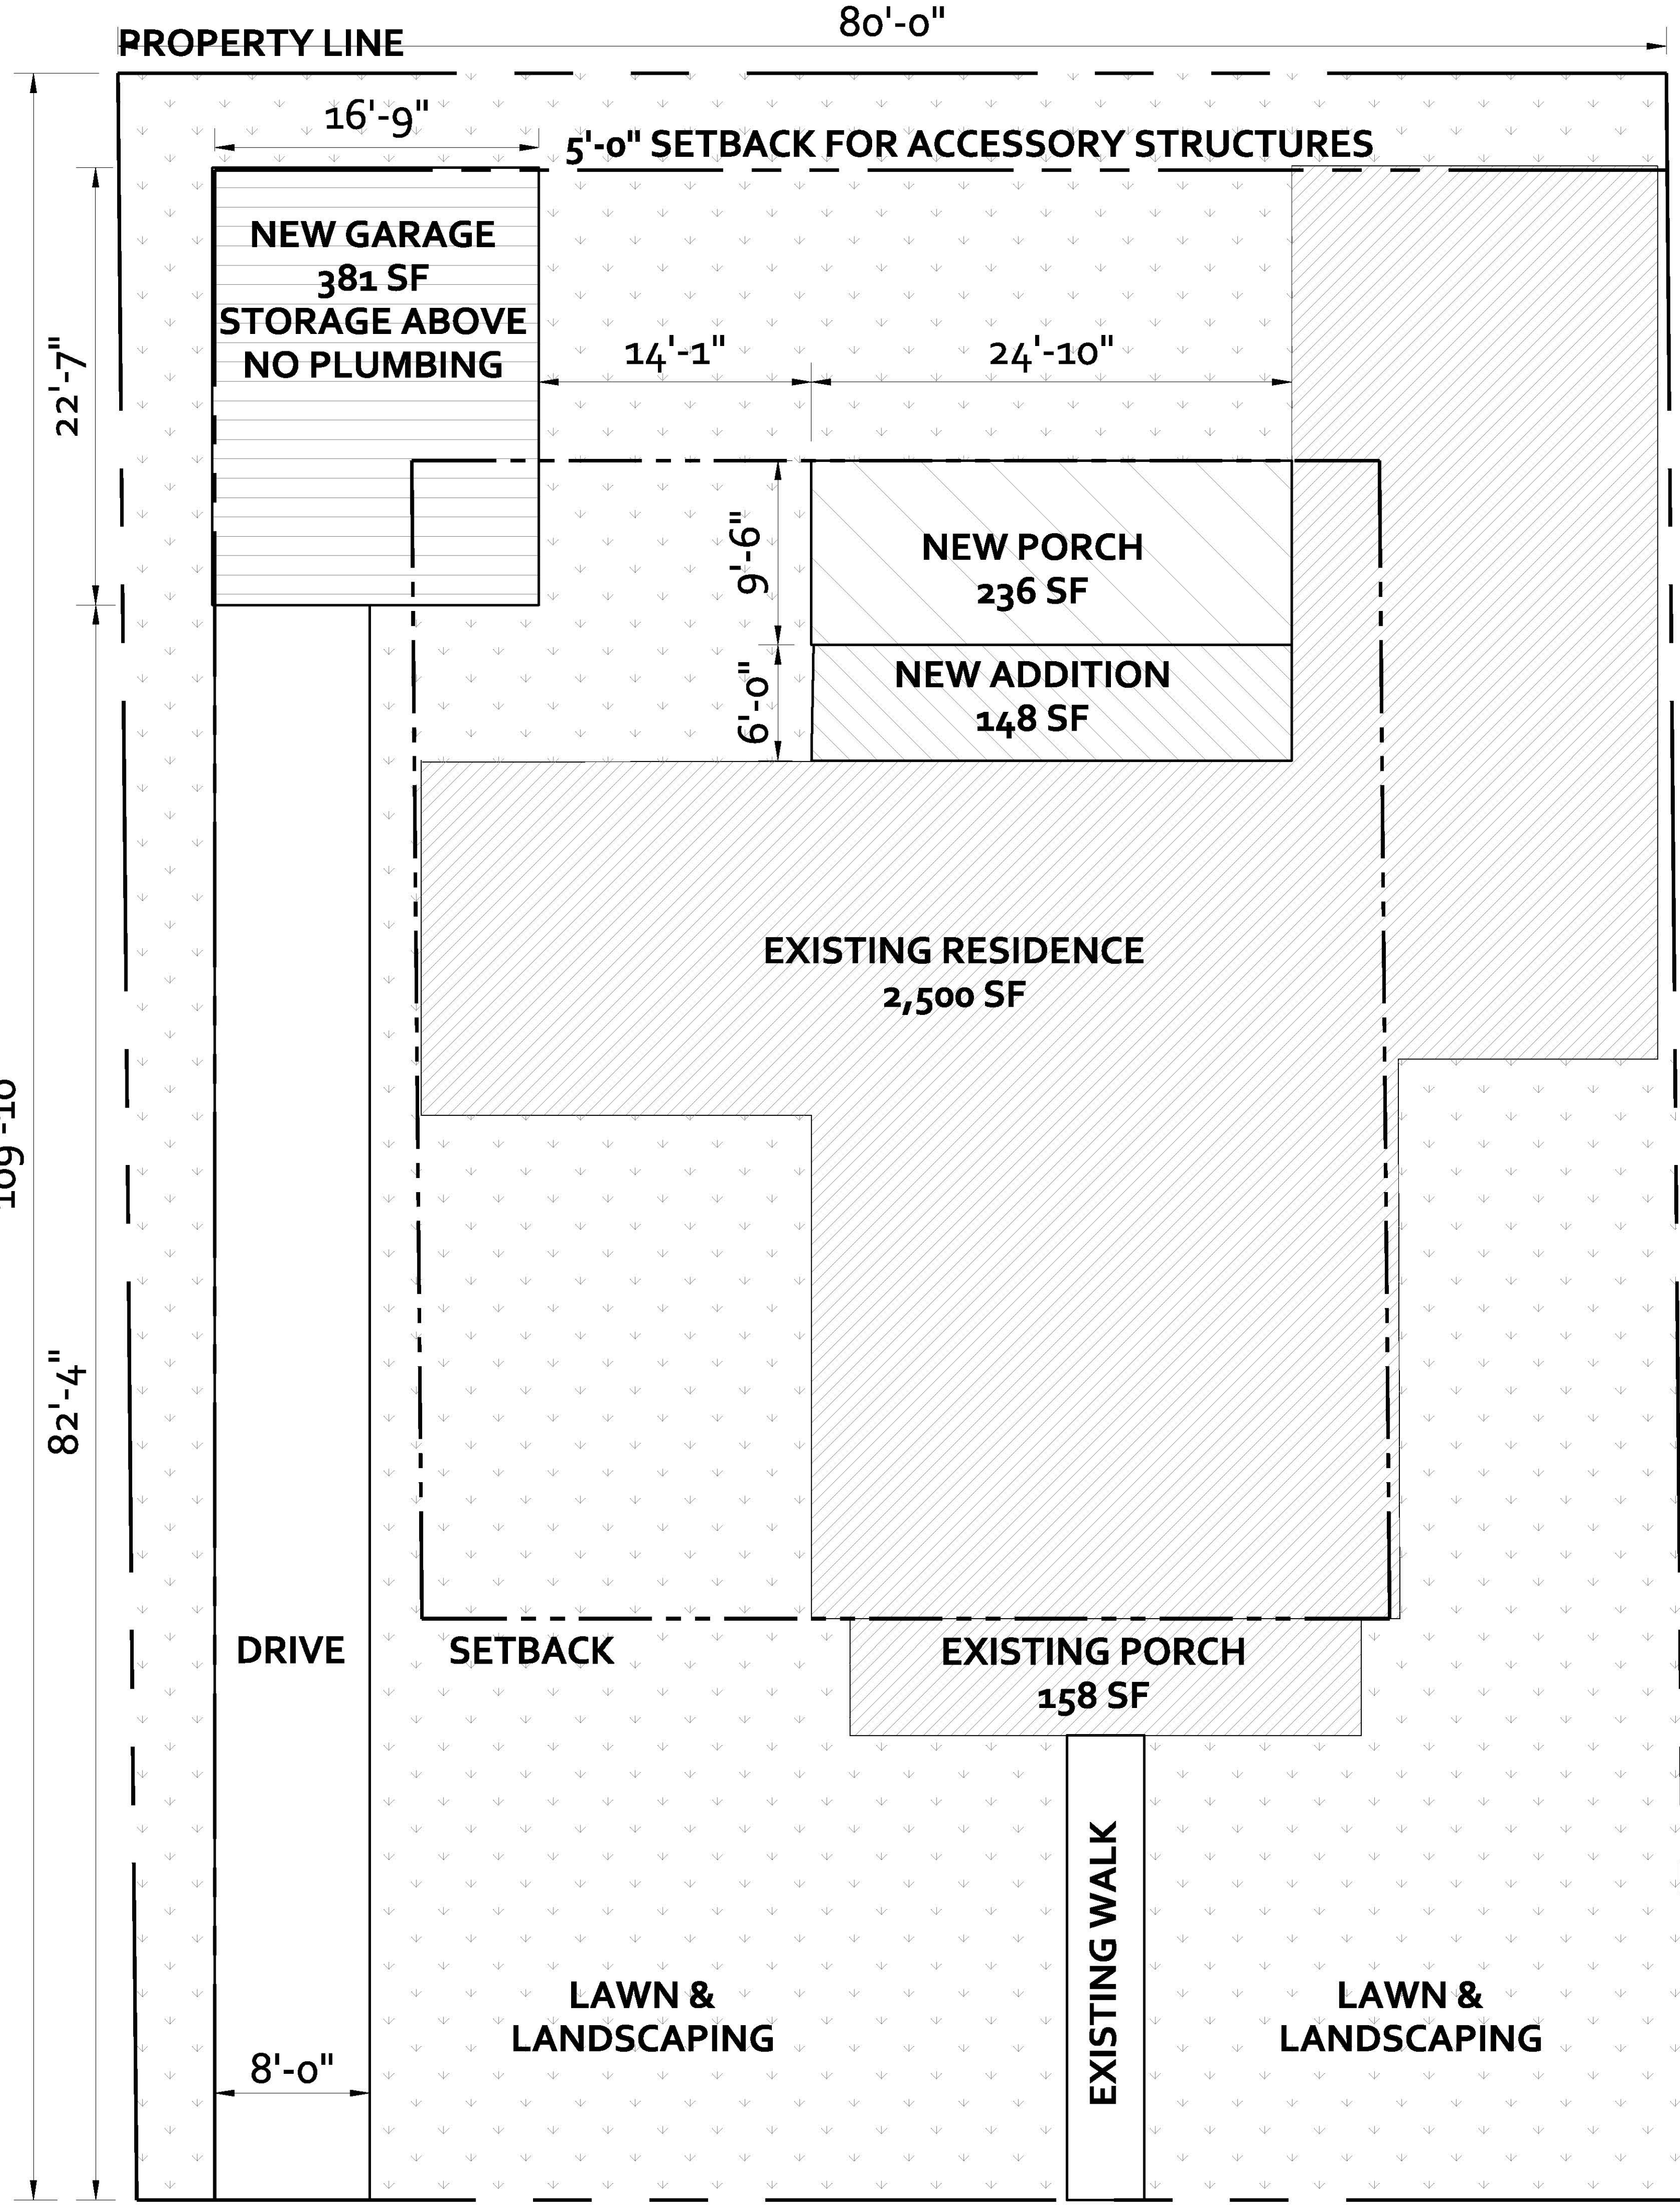 80'-0"
PROPERTY LINE
16'-9"
5'-0" SETBACK FOR ACCESSORY STRUCTURES
NEW GARAGE
381 SF
STORAGE ABOVE
NO PLUMBING
22'-7"
14'-1"
24'-10"
9'-6"
NEW PORCH
236 SF
6'-0"
NEW ADDITION
148 SF
EXISTING RESIDENCE
2,500 SF
109'-10
82'-4"
DRIVE
SETBACK
EXISTING PORCH
158 SF
EXISTING WALK
LAWN &
LANDSCAPING
LAWN &
LANDSCAPING
8'-0"